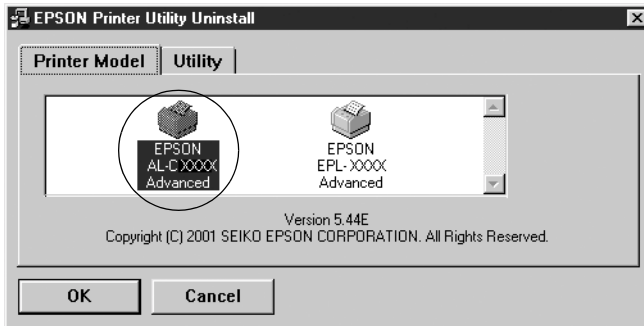 EPSON Printer Utility Uninstall
Printer Model
Utility
EPSON
AL-CXXXX
Advanced
EPSON
EPL-XXXX
Advanced
Version 5.44E
Copyright (C) 2001 SEIKO EPSON CORPORATION. All Rights Reserved.
OK
Cancel